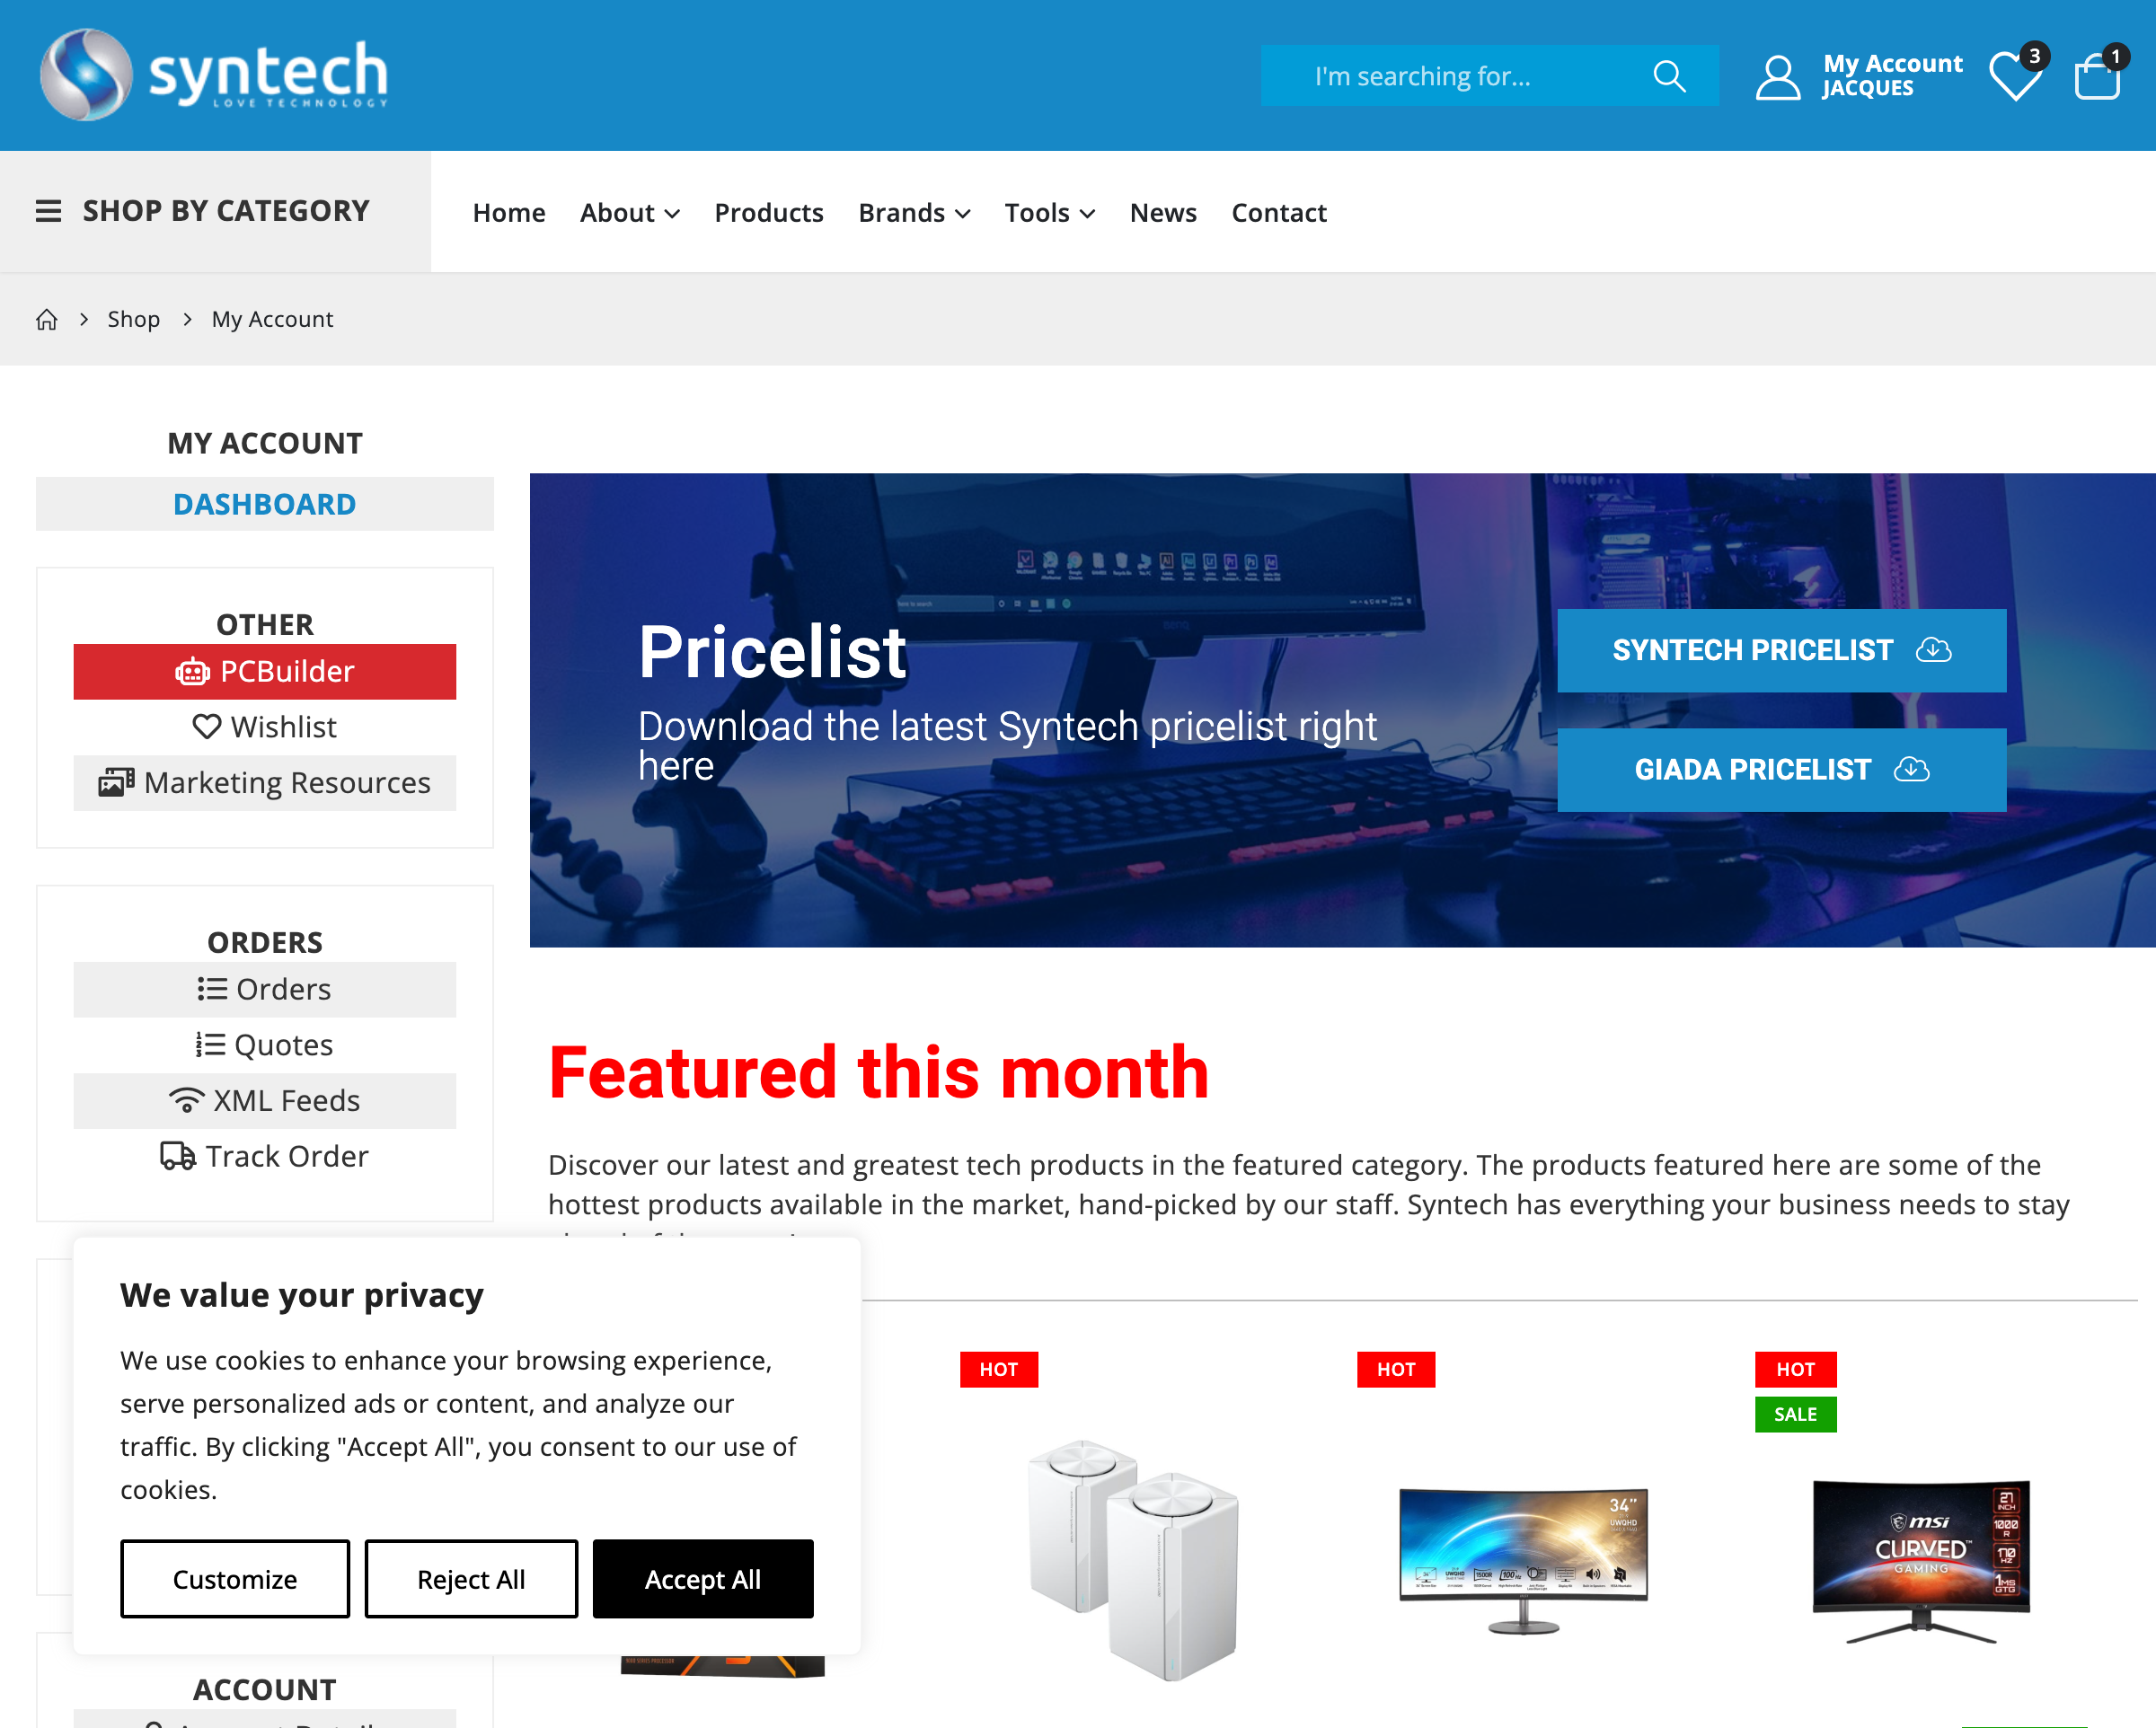 syntech
LOVE TECHNOLOGY
I'm searching for...
My Account
JACQUES
3
1
SHOP BY CATEGORY
Home
About
Products
Brands
Tools
News
Contact
Shop
My Account
MY ACCOUNT
DASHBOARD
OTHER
PCBuilder
Wishlist
Marketing Resources
ORDERS
Orders
Quotes
XML Feeds
Track Order
Pricelist
Download the latest Syntech pricelist right
here
SYNTECH PRICELIST
GIADA PRICELIST
Featured this month
Discover our latest and greatest tech products in the featured category. The products featured here are some of the
hottest products available in the market, hand-picked by our staff. Syntech has everything your business needs to stay
We value your privacy
We use cookies to enhance your browsing experience,
serve personalized ads or content, and analyze our
traffic. By clicking "Accept All", you consent to our use of
cookies.
Customize
Reject All
Accept All
HOT
HOT
HOT
SALE
34"
UWQHD
msi
CURVED
GAMING
27
INCH
1000
R
170
HZ
1MS
GTG
ACCOUNT